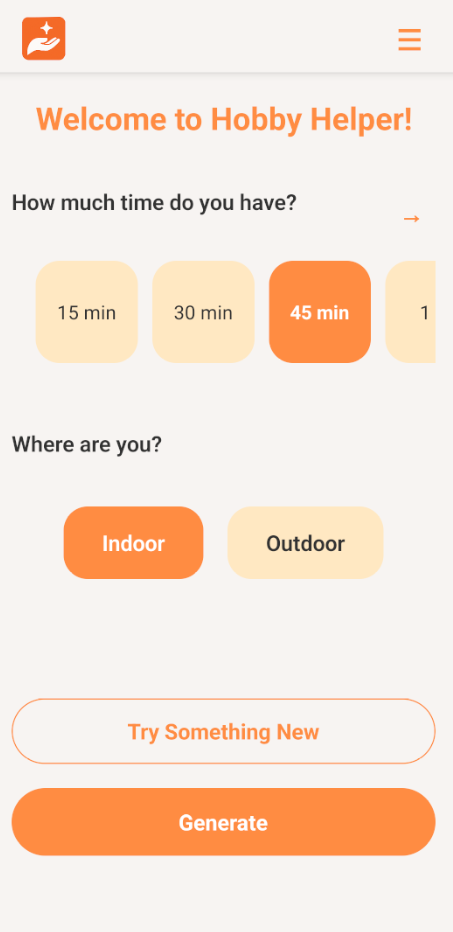 Welcome to Hobby Helper!
How much time do you have?
→
15 min 30 min 45 min 1
Where are you?
Indoor Outdoor
Try Something New
Generate